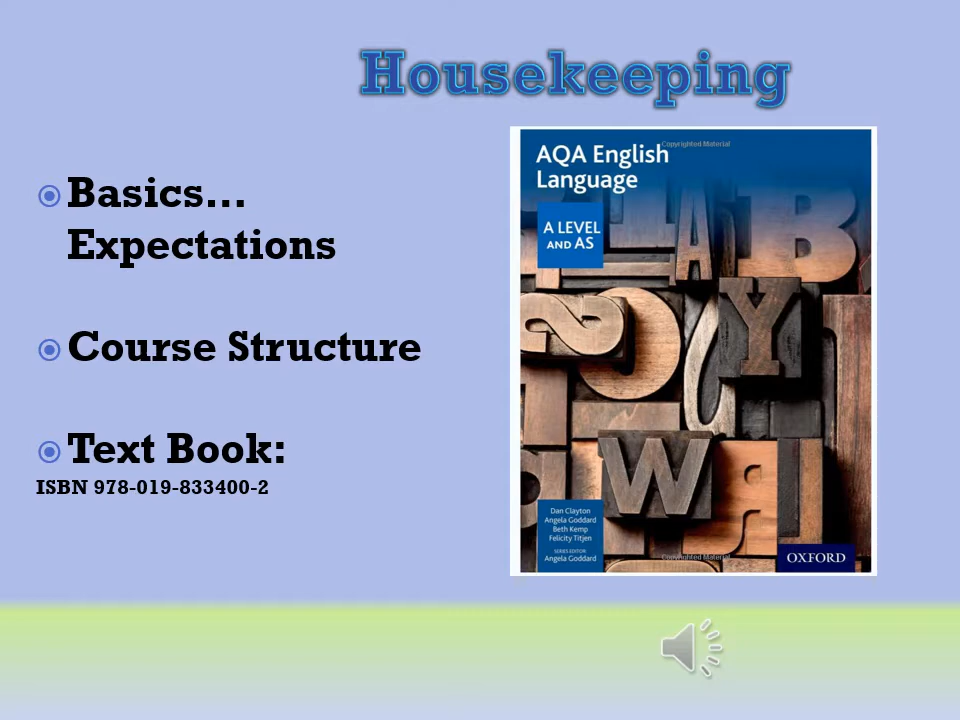 Housekeeping
Basics…
Expectations
Course Structure
Text Book:
ISBN 978-019-833400-2
Copyrighted Material
AQA English
Language
A LEVEL
AND AS
A B
Y
S
W
Dan Clayton
Angela Goddard
Beth Kemp
Felicity Titjen
SERIES EDITOR
Angela Goddard
Copyrighted Material
OXFORD